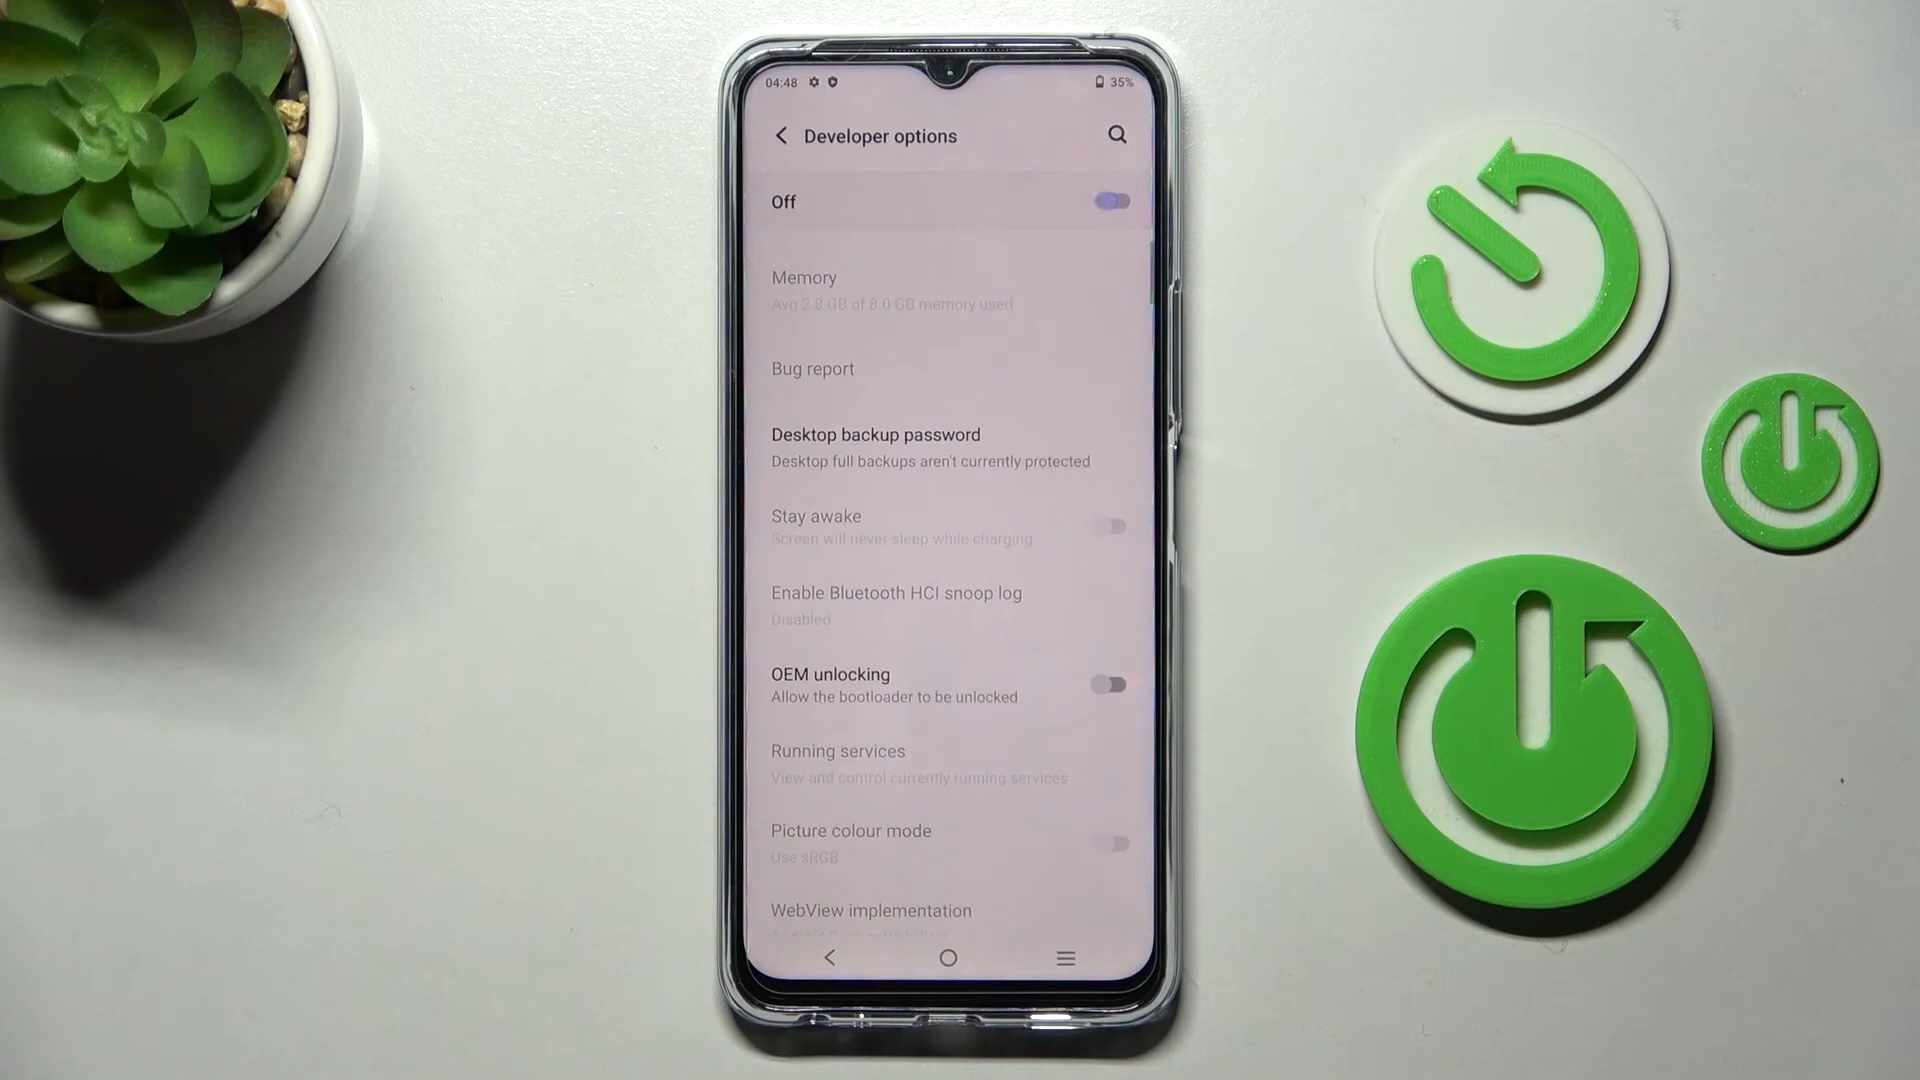 04:48
35%
Developer options
Off
Memory
Avg 2.8 GB of 8.0 GB memory used
Bug report
Desktop backup password
Desktop full backups aren't currently protected
Stay awake
Screen will never sleep while charging
Enable Bluetooth HCI snoop log
Disabled
OEM unlocking
Allow the bootloader to be unlocked
Running services
View and control currently running services
Picture colour mode
Use sRGB
WebView implementation